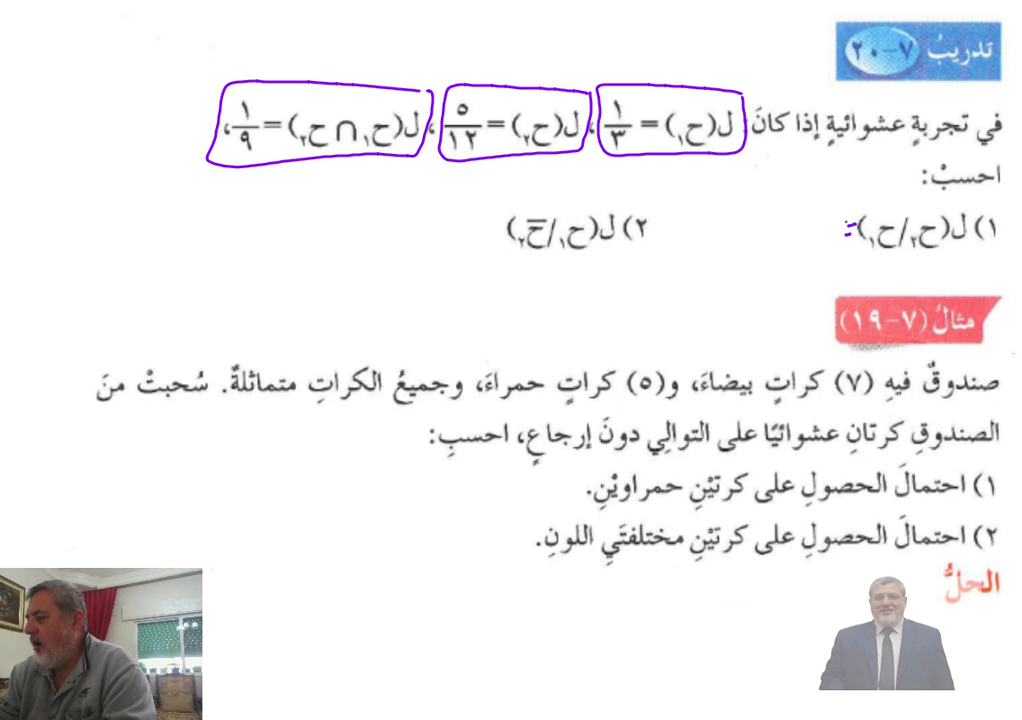 تدريبُ ٧-٢٠
في تجربةٍ عشوائيةٍ إذا كانَ ل(ح١) = ١/٣، ل(ح٢) = ٥/١٢، ل(ح١ ∩ ح٢) = ١/٩،
احسبْ:
١) ل(ح٢/ح١) = ٢) ل(ح١/ح̅٢)
مثالُ (٧-١٩)
صندوقٌ فيهِ (٧) كراتٍ بيضاءَ، و(٥) كراتٍ حمراءَ، وجميعُ الكراتِ متماثلةٌ. سُحبتْ منَ
الصندوقِ كرتانِ عشوائيًا على التوالِي دونَ إرجاعٍ، احسبِ:
١) احتمالَ الحصولِ على كرتيْنِ حمراويْنِ.
٢) احتمالَ الحصولِ على كرتيْنِ مختلفتَيِ اللونِ.
الحلُّ